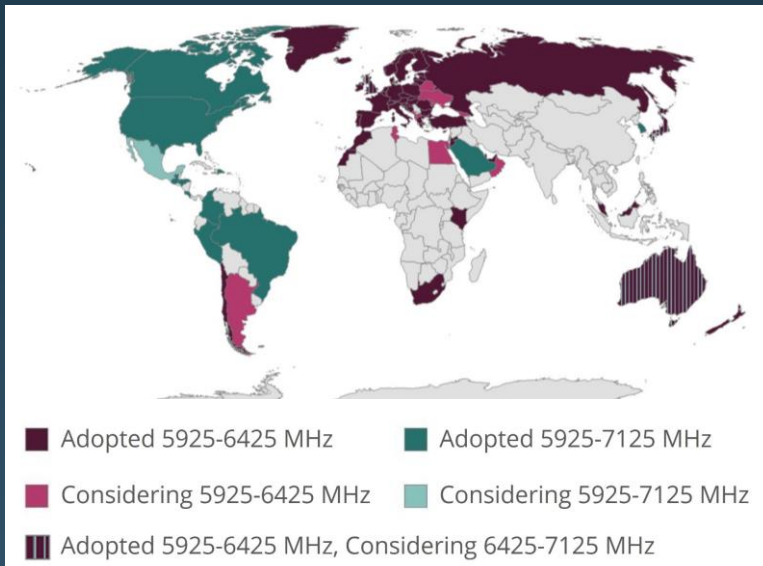 Adopted 5925-6425 MHz
Adopted 5925-7125 MHz
Considering 5925-6425 MHz
Considering 5925-7125 MHz
Adopted 5925-6425 MHz, Considering 6425-7125 MHz